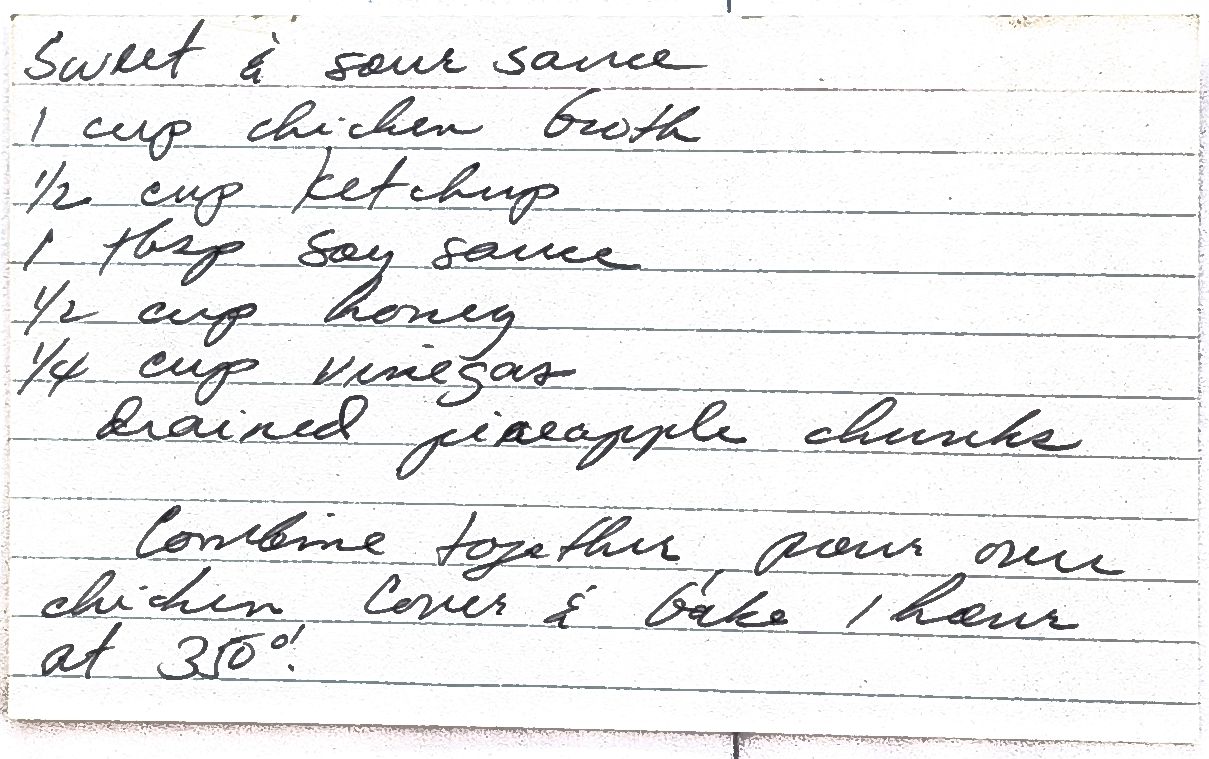 Sweet & sour sauce
1 cup chicken broth
1/2 cup ketchup
1 tbsp soy sauce
1/2 cup honey
1/4 cup vinegar
drained pineapple chunks
Combine together, pour over
chicken Cover & bake 1 hour
at 350°!